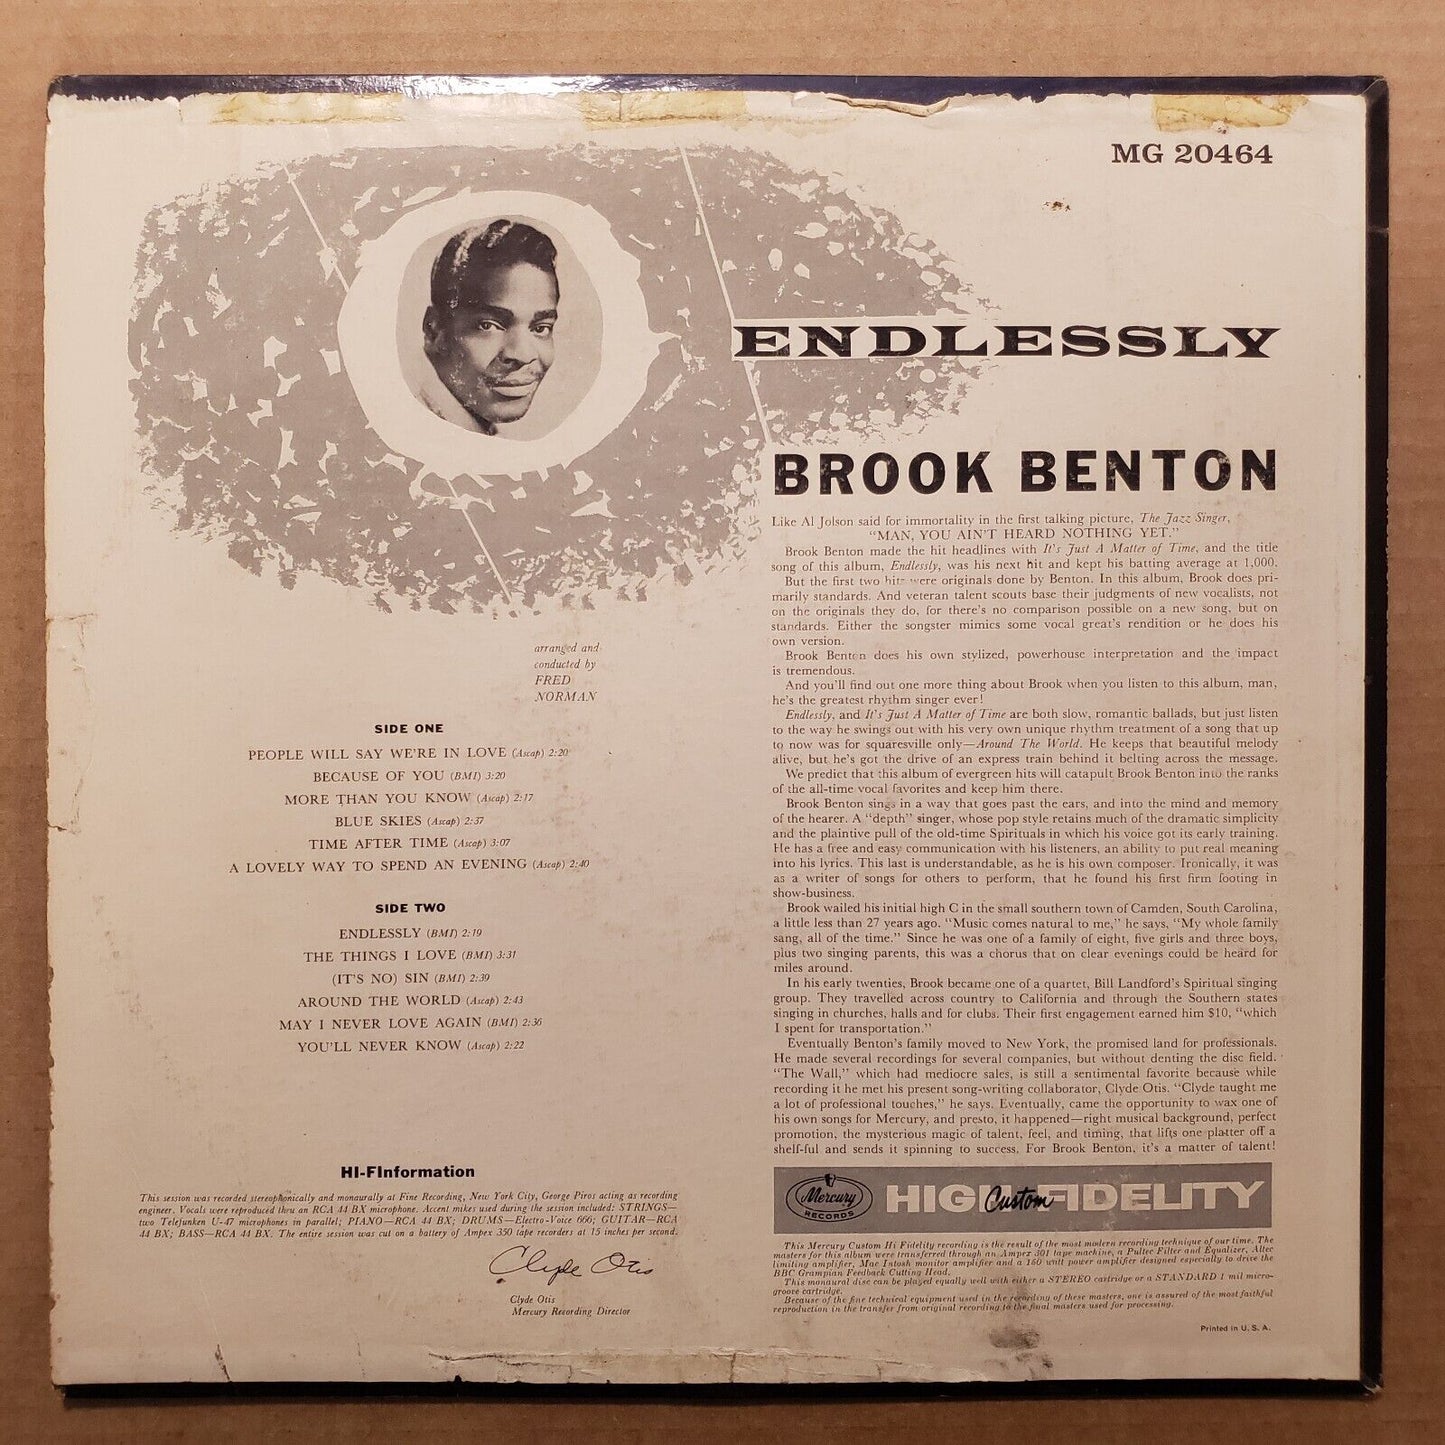 MG 20464
ENDLESSLY
BROOK BENTON
Like Al Jolson said for immortality in the first talking picture, The Jazz Singer,
“MAN, YOU AIN'T HEARD NOTHING YET.”
Brook Benton made the hit headlines with It's Just A Matter of Time, and the title
song of this album, Endlessly, was his next hit and kept his batting average at 1,000.
But the first two hits were originals done by Benton. In this album, Brook does pri-
marily standards. And veteran talent scouts base their judgments of new vocalists, not
on the originals they do, for there's no comparison possible on a new song, but on
standards. Either the songster mimics some vocal great's rendition or he does his
own version.
Brook Benton does his own stylized, powerhouse interpretation and the impact
is tremendous.
And you'll find out one more thing about Brook when you listen to this album, man,
he's the greatest rhythm singer ever!
Endlessly, and It's Just A Matter of Time are both slow, romantic ballads, but just listen
to the way he swings out with his very own unique rhythm treatment of a song that up
to now was for squaresville only—Around The World. He keeps that beautiful melody
alive, but he's got the drive of an express train behind it belting across the message.
We predict that this album of evergreen hits will catapult Brook Benton into the ranks
of the all-time vocal favorites and keep him there.
Brook Benton sings in a way that goes past the ears, and into the mind and memory
of the hearer. A “depth” singer, whose pop style retains much of the dramatic simplicity
and the plaintive pull of the old-time Spirituals in which his voice got its early training.
He has a free and easy communication with his listeners, an ability to put real meaning
into his lyrics. This last is understandable, as he is his own composer. Ironically, it was
as a writer of songs for others to perform, that he found his first firm footing in
show-business.
Brook wailed his initial high C in the small southern town of Camden, South Carolina,
a little less than 27 years ago. “Music comes natural to me,” he says, “My whole family
sang, all of the time.” Since he was one of a family of eight, five girls and three boys,
plus two singing parents, this was a chorus that on clear evenings could be heard for
miles around.
In his early twenties, Brook became one of a quartet, Bill Landford's Spiritual singing
group. They travelled across country to California and through the Southern states
singing in churches, halls and for clubs. Their first engagement earned him $10, “which
I spent for transportation.”
Eventually Benton's family moved to New York, the promised land for professionals.
He made several recordings for several companies, but without denting the disc field.
“The Wall,” which had mediocre sales, is still a sentimental favorite because while
recording it he met his present song-writing collaborator, Clyde Otis. “Clyde taught me
a lot of professional touches,” he says. Eventually, came the opportunity to wax one of
his own songs for Mercury, and presto, it happened—right musical background, perfect
promotion, the mysterious magic of talent, feel, and timing, that lifts one platter off a
shelf-ful and sends it spinning to success. For Brook Benton, it's a matter of talent!
arranged and
conducted by
FRED
NORMAN
SIDE ONE
PEOPLE WILL SAY WE'RE IN LOVE (Ascap) 2:20
BECAUSE OF YOU (BMI) 3:20
MORE THAN YOU KNOW (Ascap) 2:17
BLUE SKIES (Ascap) 2:37
TIME AFTER TIME (Ascap) 3:07
A LOVELY WAY TO SPEND AN EVENING (Ascap) 2:40
SIDE TWO
ENDLESSLY (BMI) 2:19
THE THINGS I LOVE (BMI) 3:31
(IT'S NO) SIN (BMI) 2:39
AROUND THE WORLD (Ascap) 2:43
MAY I NEVER LOVE AGAIN (BMI) 2:36
YOU'LL NEVER KNOW (Ascap) 2:22
HI-FInformation
This session was recorded stereophonically and monaurally at Fine Recording, New York City, George Piros acting as recording
engineer. Vocals were reproduced thru an RCA 44 BX microphone. Accent mikes used during the session included: STRINGS—
two Telefunken U-47 microphones in parallel; PIANO—RCA 44 BX; DRUMS—Electro-Voice 666; GUITAR—RCA
44 BX; BASS—RCA 44 BX. The entire session was cut on a battery of Ampex 350 tape recorders at 15 inches per second.
Clyde Otis
Clyde Otis
Mercury Recording Director
Mercury
RECORDS
HIGH Custom FIDELITY
This Mercury Custom Hi Fidelity recording is the result of the most modern recording technique of our time. The
masters for this album were transferred through an Ampex 301 tape machine, a Pultec Filter and Equalizer, Altec
limiting amplifier, Mac Intosh monitor amplifier and a 160 watt power amplifier designed especially to drive the
BBC Grampian Feedback Cutting Head.
This monaural disc can be played equally well with either a STEREO cartridge or a STANDARD 1 mil micro-
groove cartridge.
Because of the fine technical equipment used in the recording of these masters, one is assured of the most faithful
reproduction in the transfer from original recording to the final masters used for processing.
Printed in U. S. A.